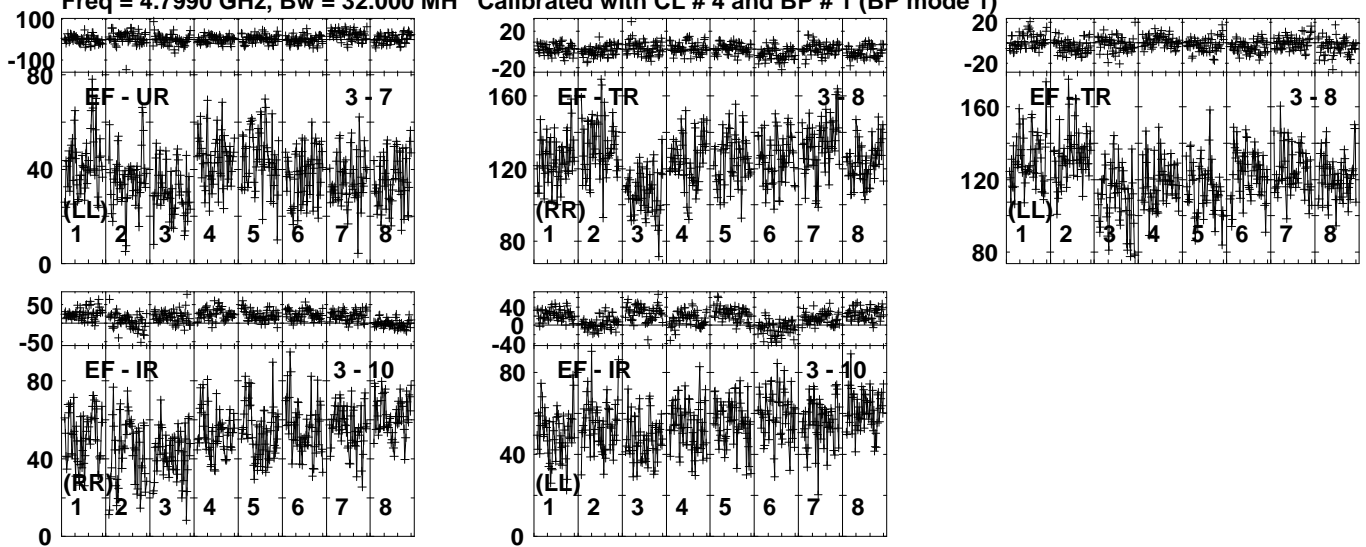 Freq = 4.7990 GHz, Bw = 32.000 MH Calibrated with CL # 4 and BP # 1 (BP mode 1)
100
-100
80
40
0
EF - UR 3 - 7
(LL)
1 2 3 4 5 6 7 8
20
-20
160
120
80
EF - TR 3 - 8
(RR)
1 2 3 4 5 6 7 8
20
-20
160
120
80
EF - TR 3 - 8
(LL)
1 2 3 4 5 6 7 8
50
-50
80
40
0
EF - IR 3 - 10
(RR)
1 2 3 4 5 6 7 8
40
0
-40
80
40
0
EF - IR 3 - 10
(LL)
1 2 3 4 5 6 7 8